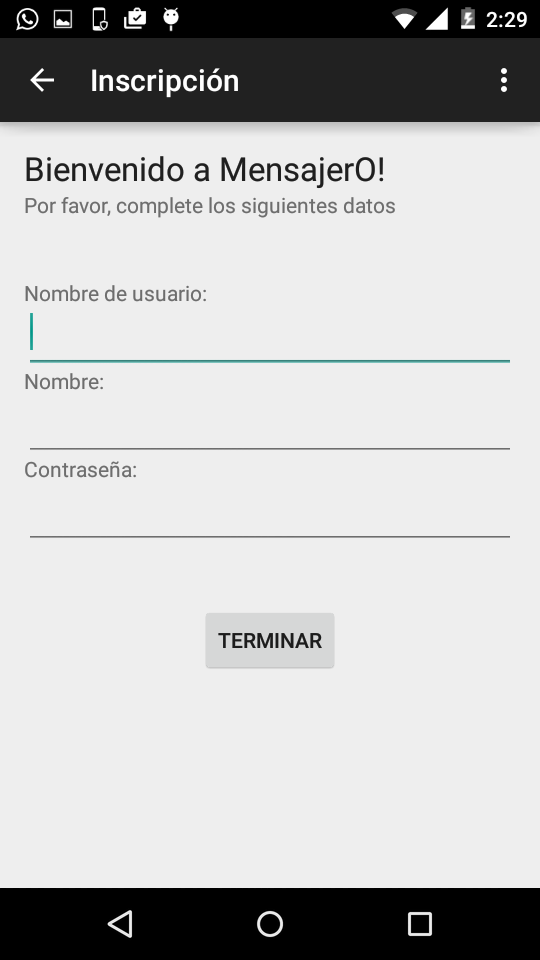 2:29
Inscripción
Bienvenido a MensajerO!
Por favor, complete los siguientes datos
Nombre de usuario:
Nombre:
Contraseña:
TERMINAR